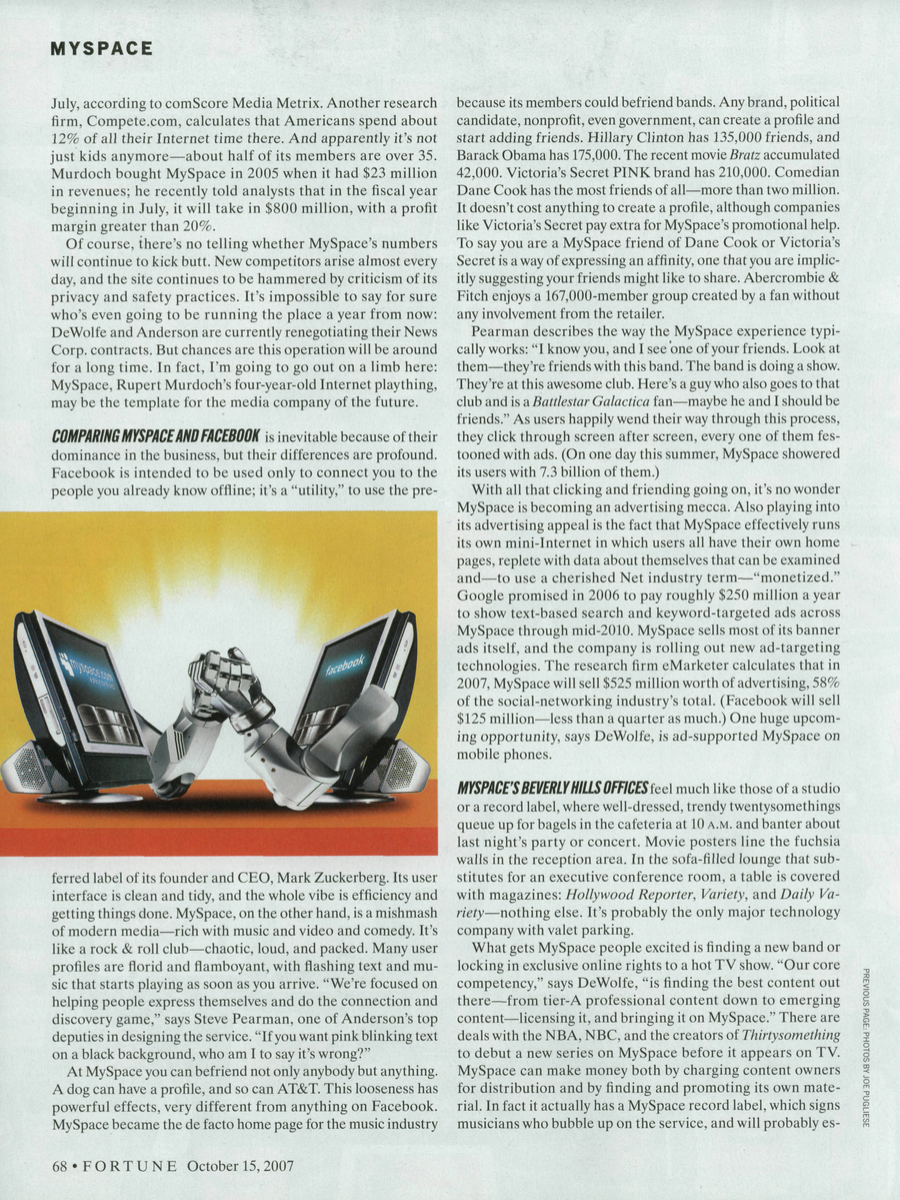 MYSPACE
July, according to comScore Media Metrix. Another research
firm, Compete.com, calculates that Americans spend about
12% of all their Internet time there. And apparently it's not
just kids anymore—about half of its members are over 35.
Murdoch bought MySpace in 2005 when it had $23 million
in revenues; he recently told analysts that in the fiscal year
beginning in July, it will take in $800 million, with a profit
margin greater than 20%.
Of course, there's no telling whether MySpace's numbers
will continue to kick butt. New competitors arise almost every
day, and the site continues to be hammered by criticism of its
privacy and safety practices. It's impossible to say for sure
who's even going to be running the place a year from now:
DeWolfe and Anderson are currently renegotiating their News
Corp. contracts. But chances are this operation will be around
for a long time. In fact, I'm going to go out on a limb here:
MySpace, Rupert Murdoch's four-year-old Internet plaything,
may be the template for the media company of the future.
COMPARING MYSPACE AND FACEBOOK is inevitable because of their
dominance in the business, but their differences are profound.
Facebook is intended to be used only to connect you to the
people you already know offline; it's a "utility," to use the pre-
myspace.com
facebook
ferred label of its founder and CEO, Mark Zuckerberg. Its user
interface is clean and tidy, and the whole vibe is efficiency and
getting things done. MySpace, on the other hand, is a mishmash
of modern media—rich with music and video and comedy. It's
like a rock & roll club—chaotic, loud, and packed. Many user
profiles are florid and flamboyant, with flashing text and mu-
sic that starts playing as soon as you arrive. "We're focused on
helping people express themselves and do the connection and
discovery game," says Steve Pearman, one of Anderson's top
deputies in designing the service. "If you want pink blinking text
on a black background, who am I to say it's wrong?"
At MySpace you can befriend not only anybody but anything.
A dog can have a profile, and so can AT&T. This looseness has
powerful effects, very different from anything on Facebook.
MySpace became the de facto home page for the music industry
because its members could befriend bands. Any brand, political
candidate, nonprofit, even government, can create a profile and
start adding friends. Hillary Clinton has 135,000 friends, and
Barack Obama has 175,000. The recent movie Bratz accumulated
42,000. Victoria's Secret PINK brand has 210,000. Comedian
Dane Cook has the most friends of all—more than two million.
It doesn't cost anything to create a profile, although companies
like Victoria's Secret pay extra for MySpace's promotional help.
To say you are a MySpace friend of Dane Cook or Victoria's
Secret is a way of expressing an affinity, one that you are implic-
itly suggesting your friends might like to share. Abercrombie &
Fitch enjoys a 167,000-member group created by a fan without
any involvement from the retailer.
Pearman describes the way the MySpace experience typi-
cally works: "I know you, and I see one of your friends. Look at
them—they're friends with this band. The band is doing a show.
They're at this awesome club. Here's a guy who also goes to that
club and is a Battlestar Galactica fan—maybe he and I should be
friends." As users happily wend their way through this process,
they click through screen after screen, every one of them fes-
tooned with ads. (On one day this summer, MySpace showered
its users with 7.3 billion of them.)
With all that clicking and friending going on, it's no wonder
MySpace is becoming an advertising mecca. Also playing into
its advertising appeal is the fact that MySpace effectively runs
its own mini-Internet in which users all have their own home
pages, replete with data about themselves that can be examined
and—to use a cherished Net industry term—"monetized."
Google promised in 2006 to pay roughly $250 million a year
to show text-based search and keyword-targeted ads across
MySpace through mid-2010. MySpace sells most of its banner
ads itself, and the company is rolling out new ad-targeting
technologies. The research firm eMarketer calculates that in
2007, MySpace will sell $525 million worth of advertising, 58%
of the social-networking industry's total. (Facebook will sell
$125 million—less than a quarter as much.) One huge upcom-
ing opportunity, says DeWolfe, is ad-supported MySpace on
mobile phones.
MYSPACE'S BEVERLY HILLS OFFICES feel much like those of a studio
or a record label, where well-dressed, trendy twentysomethings
queue up for bagels in the cafeteria at 10 A.M. and banter about
last night's party or concert. Movie posters line the fuchsia
walls in the reception area. In the sofa-filled lounge that sub-
stitutes for an executive conference room, a table is covered
with magazines: Hollywood Reporter, Variety, and Daily Va-
riety—nothing else. It's probably the only major technology
company with valet parking.
What gets MySpace people excited is finding a new band or
locking in exclusive online rights to a hot TV show. "Our core
competency," says DeWolfe, "is finding the best content out
there—from tier-A professional content down to emerging
content—licensing it, and bringing it on MySpace." There are
deals with the NBA, NBC, and the creators of Thirtysomething
to debut a new series on MySpace before it appears on TV.
MySpace can make money both by charging content owners
for distribution and by finding and promoting its own mate-
rial. In fact it actually has a MySpace record label, which signs
musicians who bubble up on the service, and will probably es-
PREVIOUS PAGE: PHOTOS BY JOE PUGLIESE
68 • FORTUNE October 15, 2007